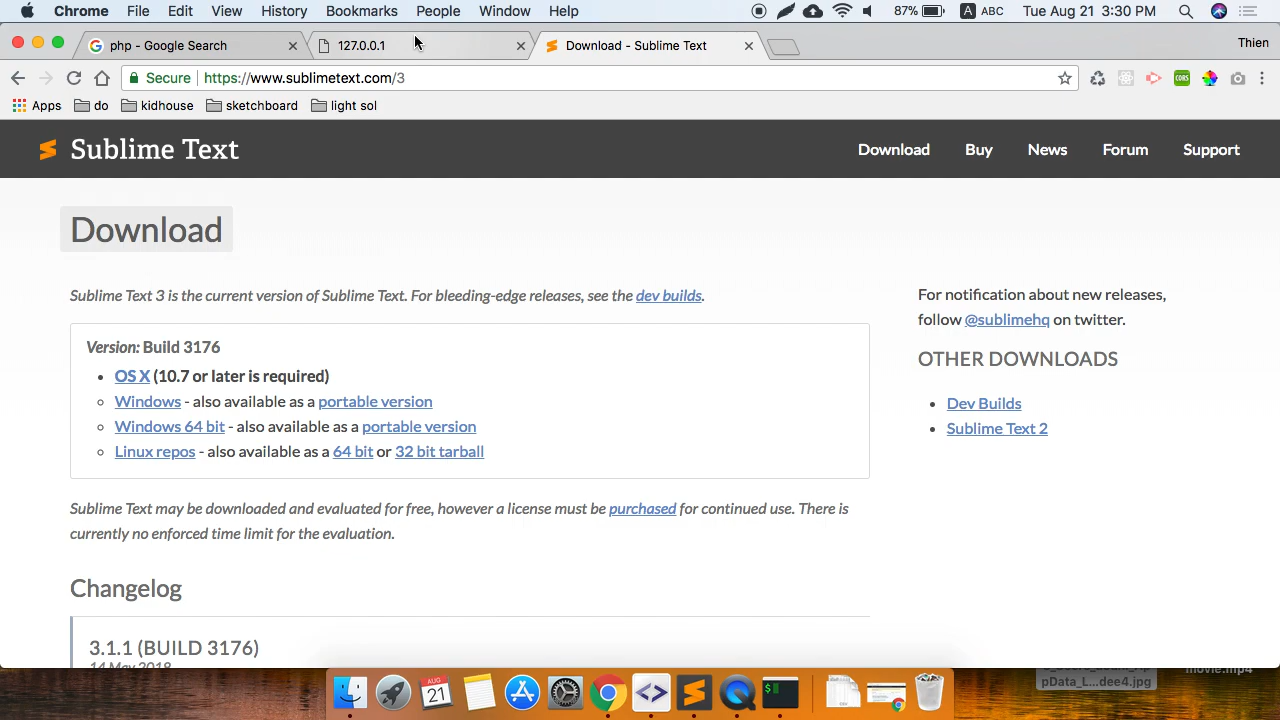 Chrome File Edit View History Bookmarks People Window Help 87% A ABC Tue Aug 21 3:30 PM
php - Google Search 127.0.0.1 Download - Sublime Text Thien
Secure https://www.sublimetext.com/3
Apps do kidhouse sketchboard light sol
Sublime Text Download Buy News Forum Support
Download
Sublime Text 3 is the current version of Sublime Text. For bleeding-edge releases, see the dev builds.
Version: Build 3176
OS X (10.7 or later is required)
Windows - also available as a portable version
Windows 64 bit - also available as a portable version
Linux repos - also available as a 64 bit or 32 bit tarball
Sublime Text may be downloaded and evaluated for free, however a license must be purchased for continued use. There is
currently no enforced time limit for the evaluation.
For notification about new releases,
follow @sublimehq on twitter.
OTHER DOWNLOADS
Dev Builds
Sublime Text 2
Changelog
3.1.1 (BUILD 3176)
14 May 2018
movie.mp4
pData_L....dee4.jpg
AUG
21